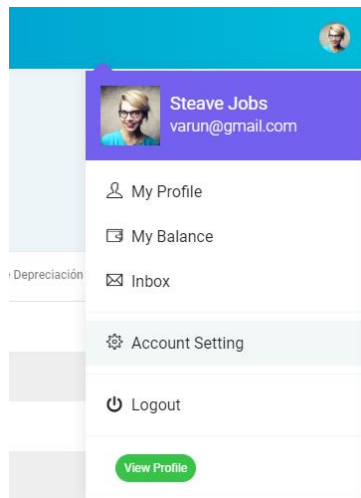 Steave Jobs
varun@gmail.com
My Profile
My Balance
Inbox
Depreciación
Account Setting
Logout
View Profile